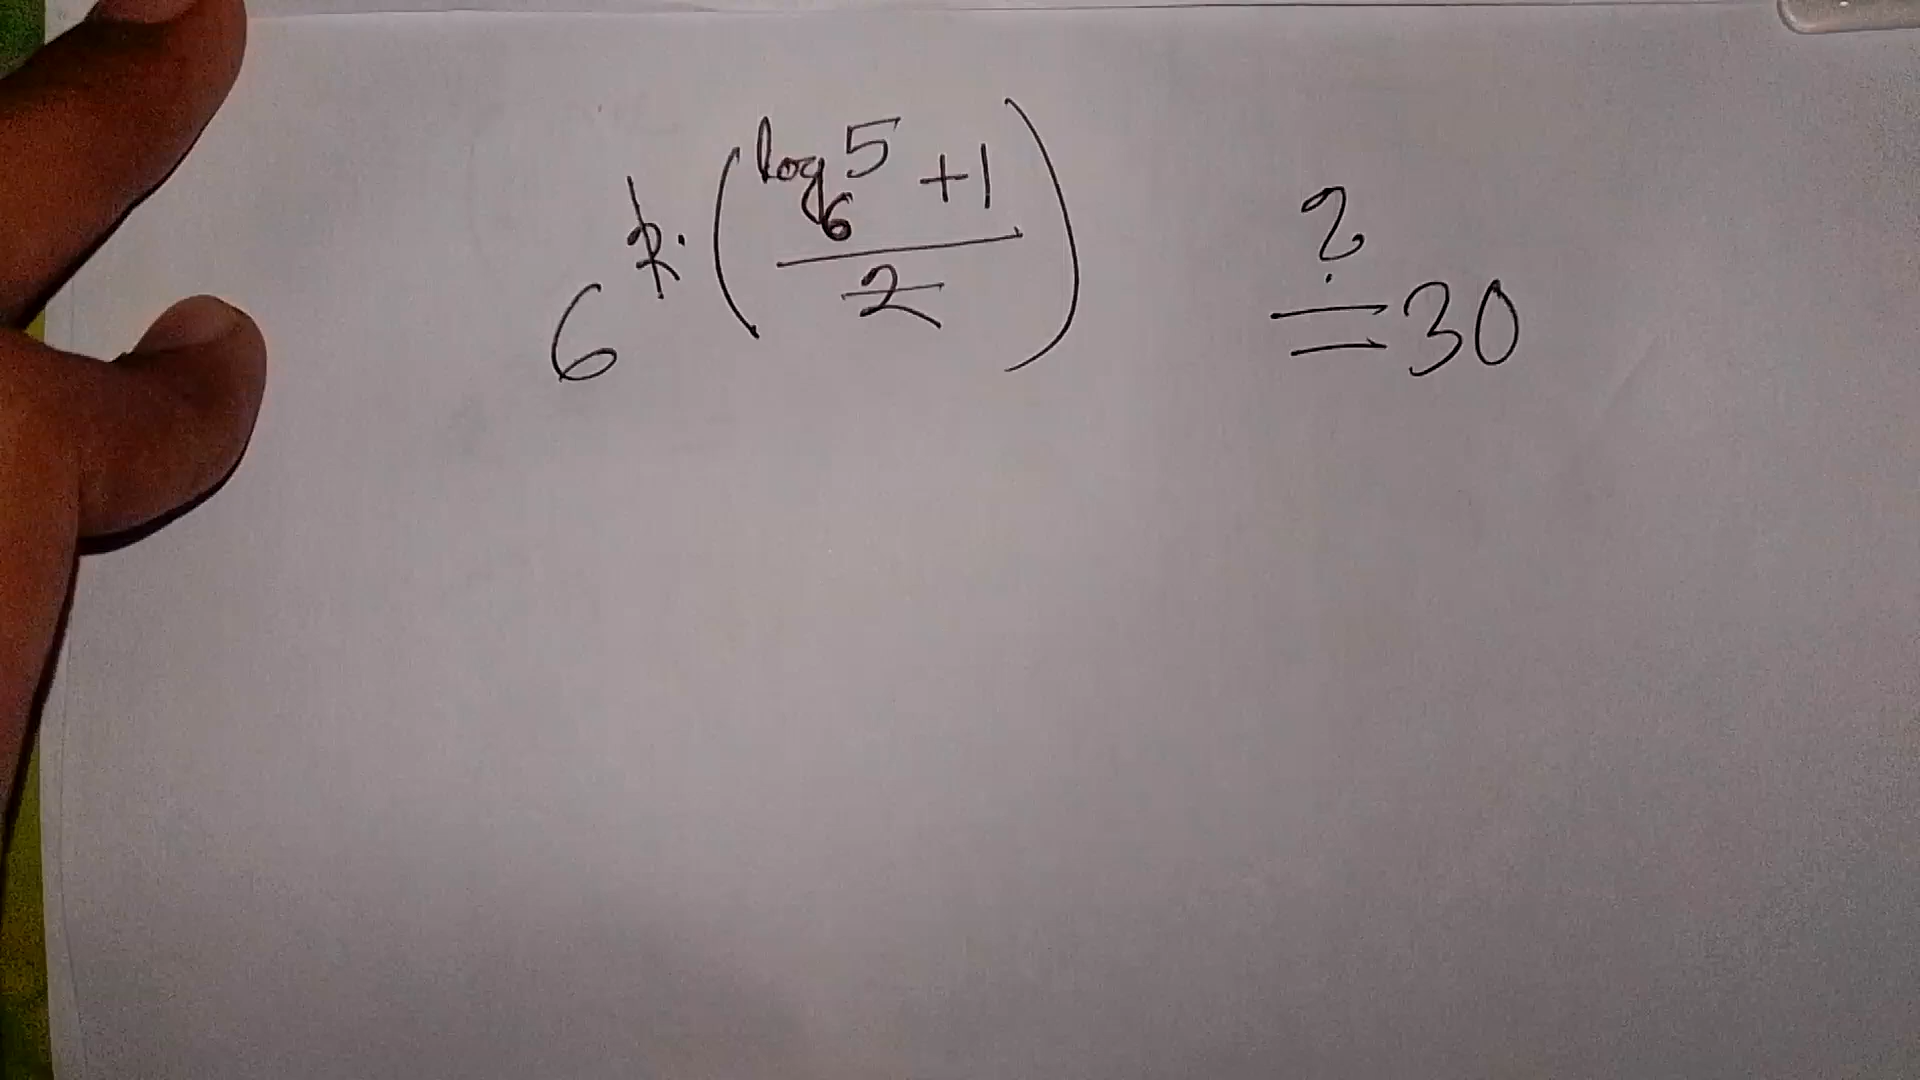 6^{2·((log_6 5 + 1)/2)} ≟ 30